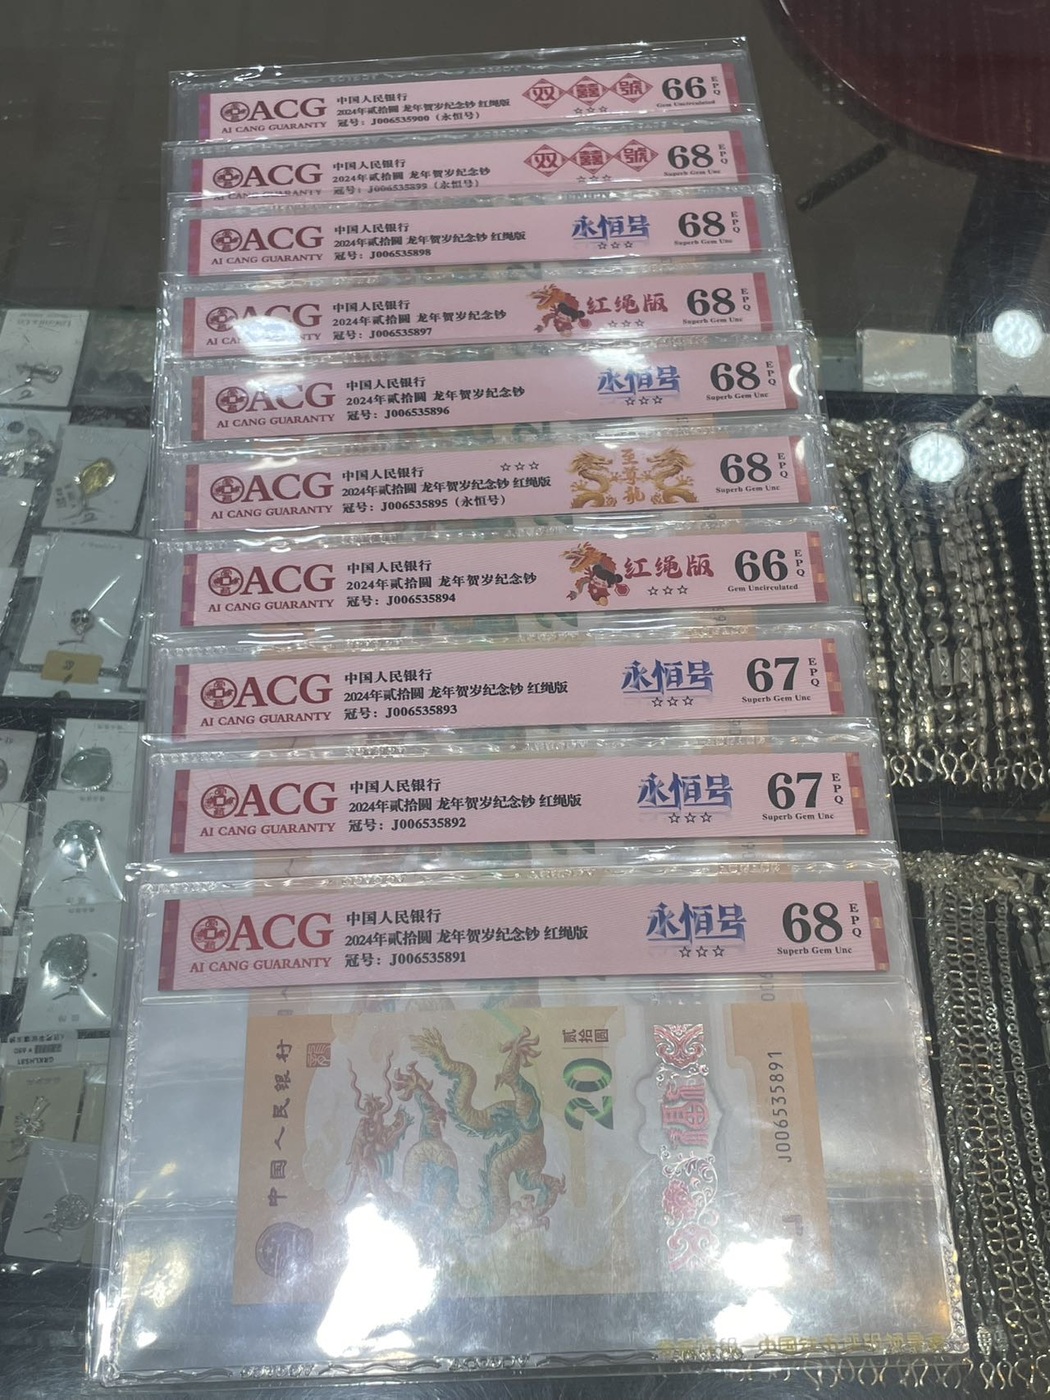 ACG
AI CANG GUARANTY
中国人民银行
2024年贰拾圆 龙年贺岁纪念钞 红绳版
冠号：J006535900（永恒号）
双 囍 號
☆☆☆
66 EPQ
Gem Uncirculated
ACG
AI CANG GUARANTY
中国人民银行
2024年贰拾圆 龙年贺岁纪念钞
冠号：J006535899（永恒号）
双 囍 號
☆☆☆
68 EPQ
ACG
AI CANG GUARANTY
中国人民银行
2024年贰拾圆 龙年贺岁纪念钞 红绳版
冠号：J006535898
永恒号
☆☆☆
68 EPQ
Superb Gem Unc
ACG
AI CANG GUARANTY
中国人民银行
2024年贰拾圆 龙年贺岁纪念钞
冠号：J006535897
红绳版
☆☆☆
68 EPQ
Superb Gem Unc
ACG
AI CANG GUARANTY
中国人民银行
2024年贰拾圆 龙年贺岁纪念钞
冠号：J006535896
永恒号
☆☆☆
68 EPQ
Superb Gem Unc
ACG
AI CANG GUARANTY
中国人民银行 ☆☆☆
2024年贰拾圆 龙年贺岁纪念钞 红绳版
冠号：J006535895（永恒号）
至尊龙
68 EPQ
Superb Gem Unc
ACG
AI CANG GUARANTY
中国人民银行
2024年贰拾圆 龙年贺岁纪念钞
冠号：J006535894
红绳版
☆☆☆
66 EPQ
Gem Uncirculated
ACG
AI CANG GUARANTY
中国人民银行
2024年贰拾圆 龙年贺岁纪念钞 红绳版
冠号：J006535893
永恒号
☆☆☆
67 EPQ
Superb Gem Unc
ACG
AI CANG GUARANTY
中国人民银行
2024年贰拾圆 龙年贺岁纪念钞 红绳版
冠号：J006535892
永恒号
☆☆☆
67 EPQ
Superb Gem Unc
ACG
AI CANG GUARANTY
中国人民银行
2024年贰拾圆 龙年贺岁纪念钞 红绳版
冠号：J006535891
永恒号
☆☆☆
68 EPQ
Superb Gem Unc
中国人民银行
贰拾圆
20
J006535891